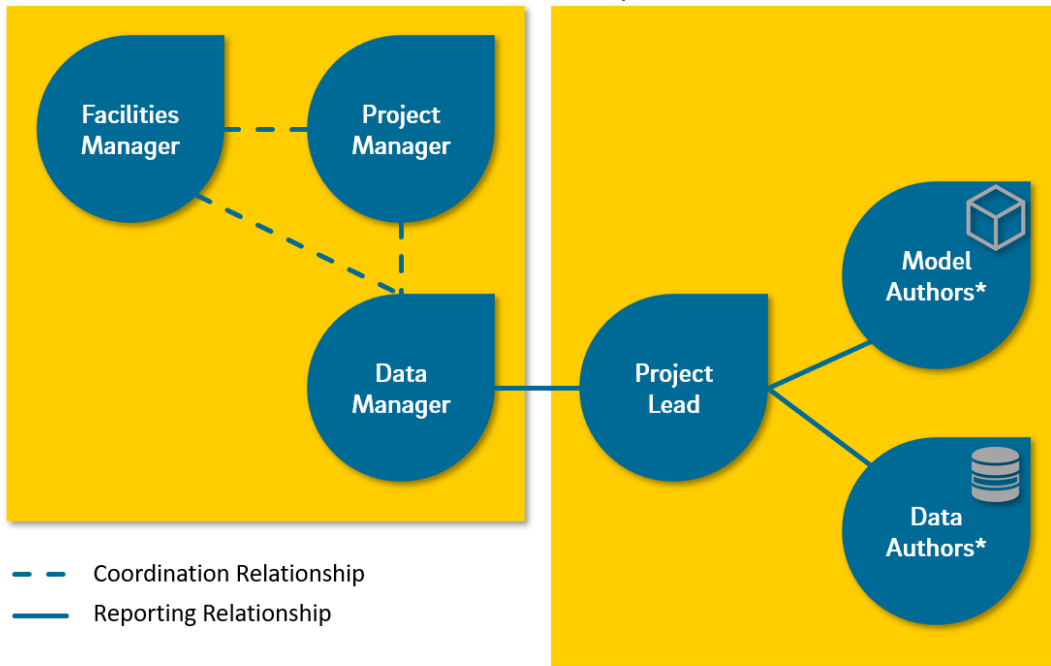 Facilities
Manager
Project
Manager
Model
Authors*
Data
Manager
Project
Lead
Data
Authors*
Coordination Relationship
Reporting Relationship